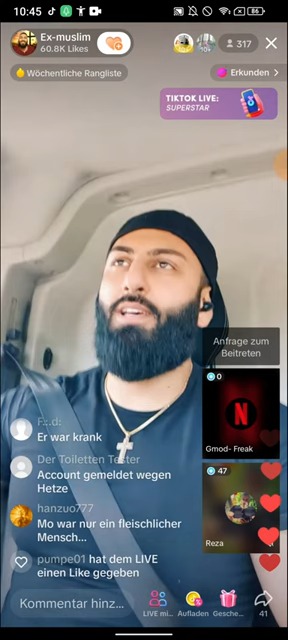 10:45
86
Ex-muslim
60.8K Likes
317
Wöchentliche Rangliste
Erkunden >
TIKTOK LIVE:
SUPERSTAR
Anfrage zum
Beitreten
0
N
Gmod- Freak
47
Reza
F:.:d:
Er war krank
Der Toiletten Tester
Account gemeldet wegen
Hetze
hanzuo777
Mo war nur ein fleischlicher
Mensch...
pumpe01 hat dem LIVE
einen Like gegeben
Kommentar hinz...
LIVE mi...
Aufladen
Gesche...
41